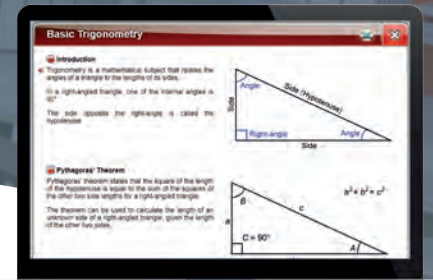 Basic Trigonometry
Introduction
Trigonometry is a mathematical subject that relates the
angles of a triangle to the lengths of its sides.
In a right-angled triangle, one of the internal angles is
90°
The side opposite the right-angle is called the
hypotenuse
Angle
Side (Hypotenuse)
Side
Right-angle
Angle
Side
Pythagoras' Theorem
Pythagoras' theorem states that the square of the length
of the hypotenuse is equal to the sum of the squares of
the other two side lengths for a right-angled triangle.
The theorem can be used to calculate the length of an
unknown side of a right-angled triangle, given the length
of the other two sides.
a² + b² = c²
B
c
a
C = 90°
A